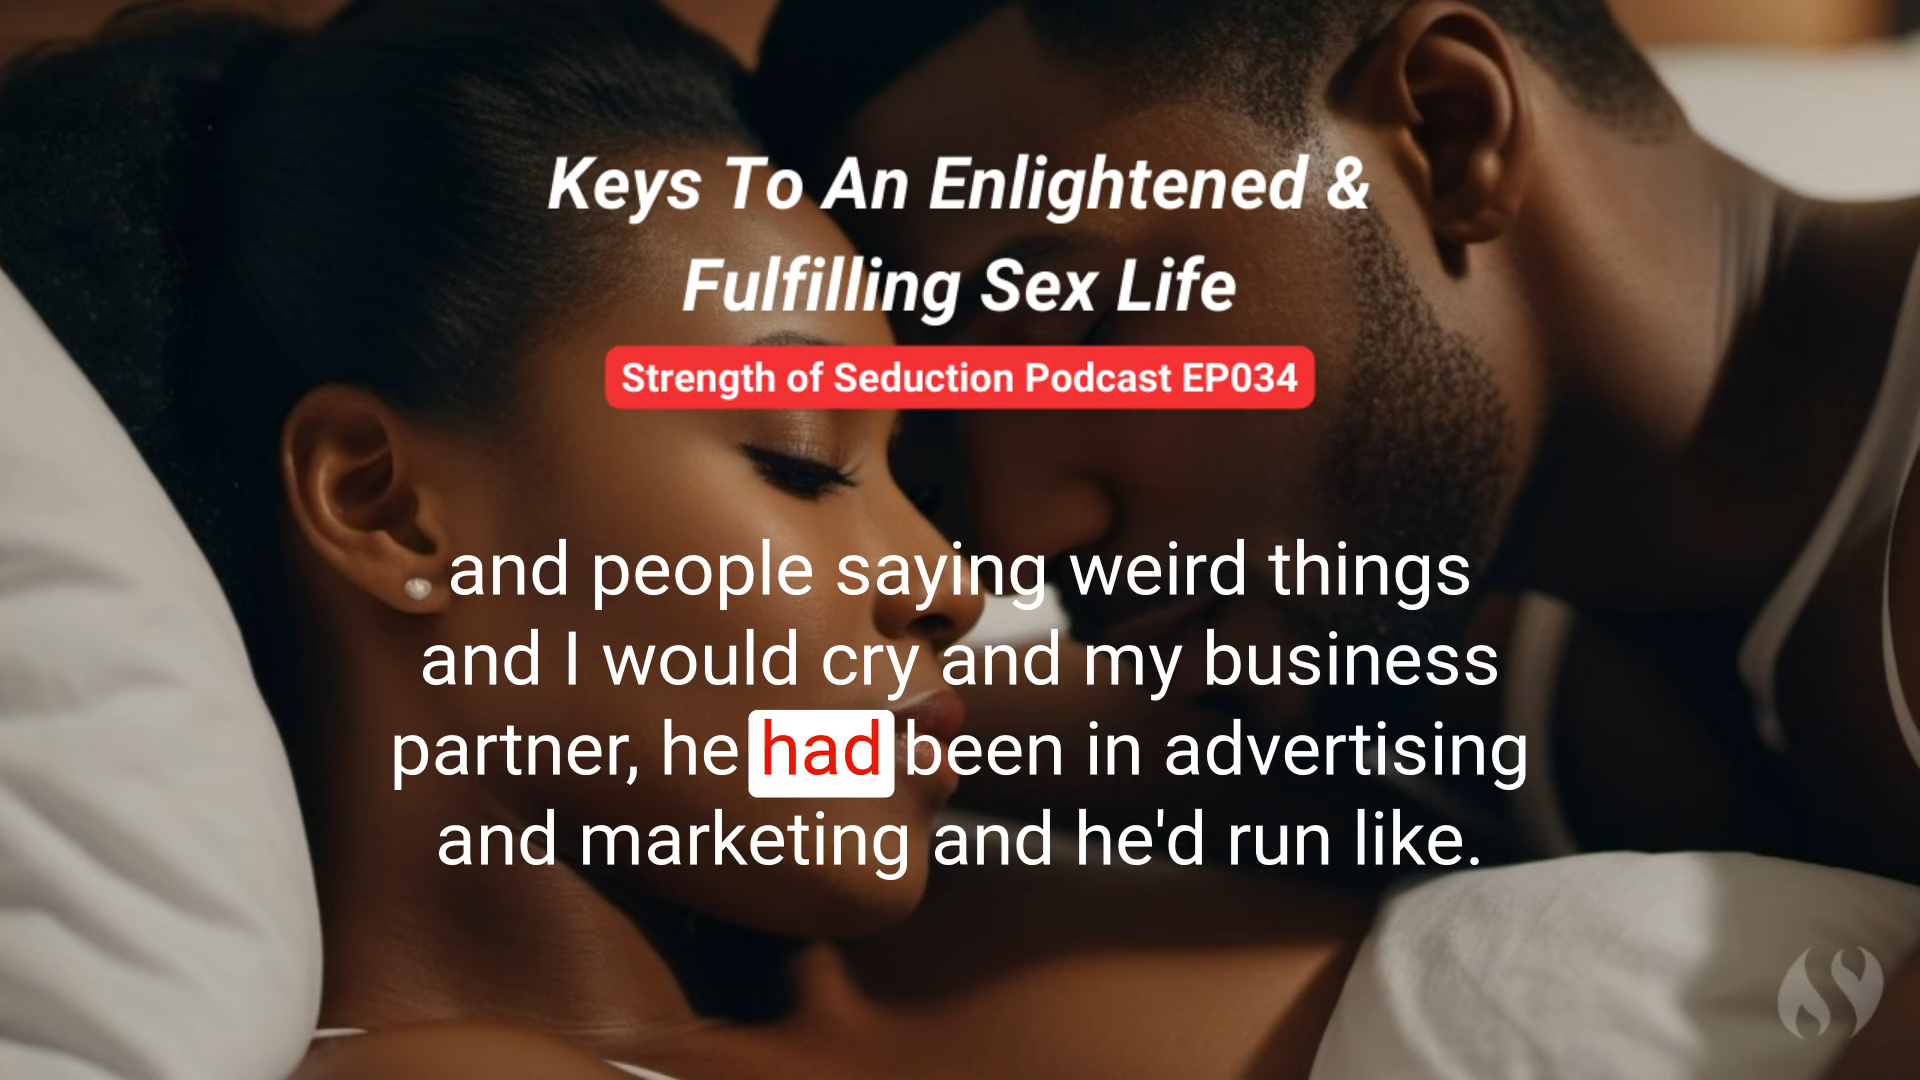 Keys To An Enlightened &
Fulfilling Sex Life
Strength of Seduction Podcast EP034
and people saying weird things
and I would cry and my business
partner, he had been in advertising
and marketing and he'd run like.